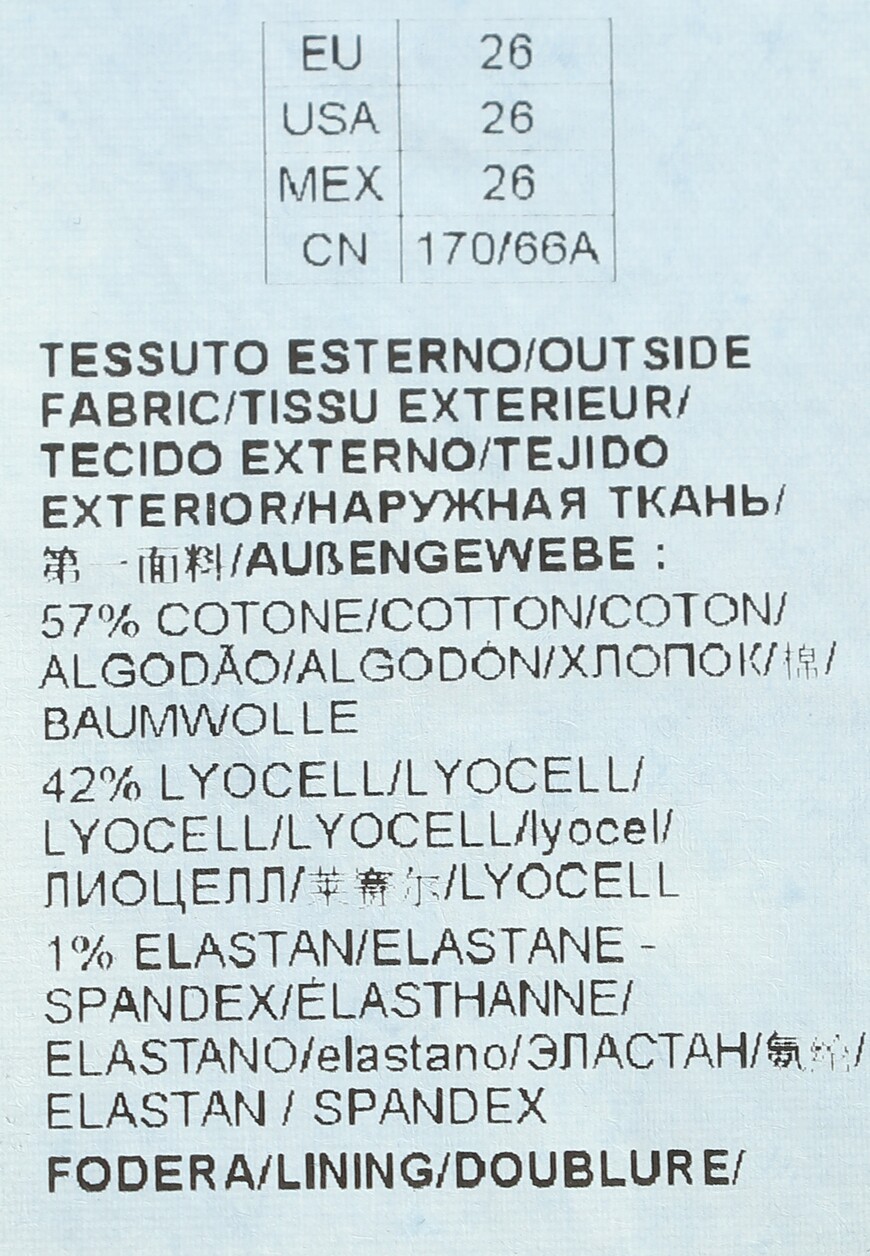 EU 26
USA 26
MEX 26
CN 170/66A
TESSUTO ESTERNO/OUTSIDE
FABRIC/TISSU EXTERIEUR/
TECIDO EXTERNO/TEJIDO
EXTERIOR/НАРУЖНАЯ ТКАНЬ/
第一面料/AUßENGEWEBE :
57% COTONE/COTTON/COTON/
ALGODÃO/ALGODÓN/ХЛОПОК/棉/
BAUMWOLLE
42% LYOCELL/LYOCELL/
LYOCELL/LYOCELL/lyocel/
ЛИОЦЕЛЛ/莱赛尔/LYOCELL
1% ELASTAN/ELASTANE -
SPANDEX/ÉLASTHANNE/
ELASTANO/elastano/ЭЛАСТАН/氨纶/
ELASTAN / SPANDEX
FODERA/LINING/DOUBLURE/